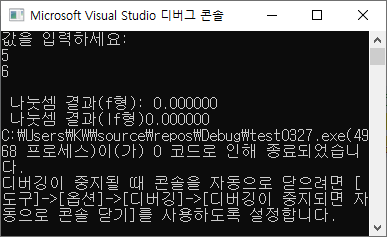 Microsoft Visual Studio 디버그 콘솔
값을 입력하세요:
5
6
나눗셈 결과(f형): 0.000000
나눗셈 결과(lf형)0.000000
C:\Users\KW\source\repos\Debug\test0327.exe(49
68 프로세스)이(가) 0 코드로 인해 종료되었습니
다.
디버깅이 중지될 때 콘솔을 자동으로 닫으려면 [
도구]->[옵션]->[디버깅]->[디버깅이 중지되면 자
동으로 콘솔 닫기]를 사용하도록 설정합니다.